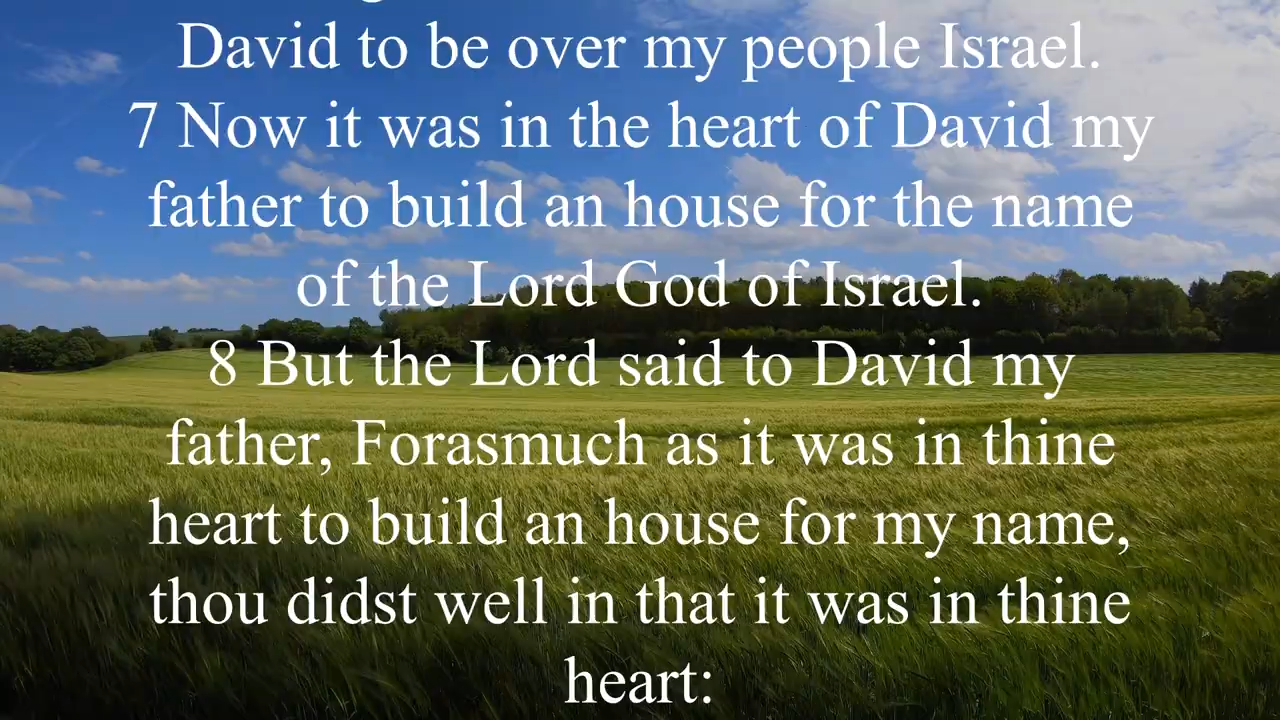 David to be over my people Israel.
7 Now it was in the heart of David my
father to build an house for the name
of the Lord God of Israel.
8 But the Lord said to David my
father, Forasmuch as it was in thine
heart to build an house for my name,
thou didst well in that it was in thine
heart: